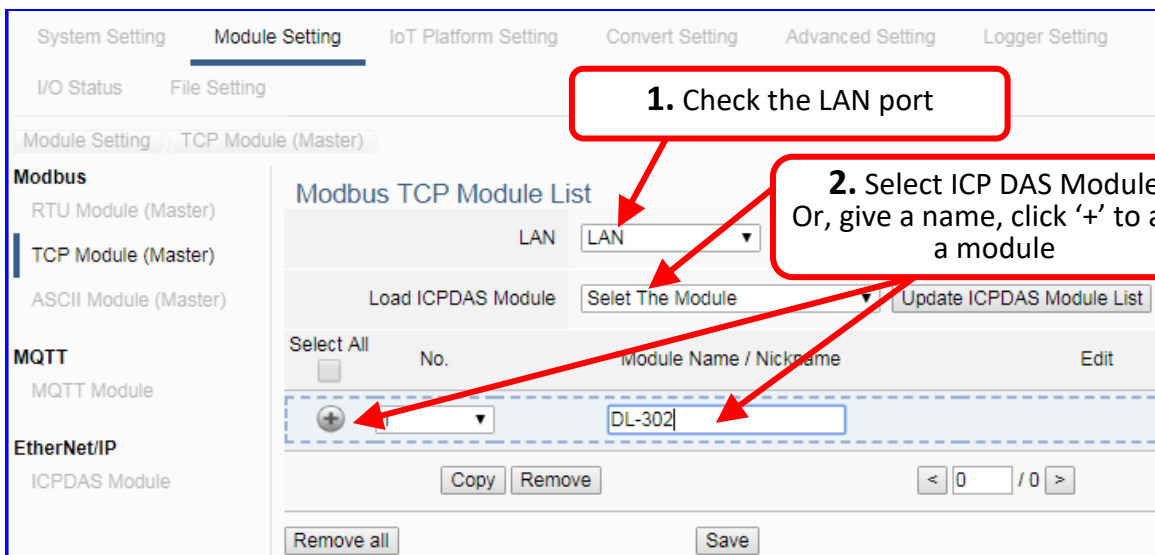 System Setting Module Setting IoT Platform Setting Convert Setting Advanced Setting Logger Setting
I/O Status File Setting
1. Check the LAN port
Module Setting TCP Module (Master)
Modbus
RTU Module (Master)
TCP Module (Master)
ASCII Module (Master)
MQTT
MQTT Module
EtherNet/IP
ICPDAS Module
Modbus TCP Module List
2. Select ICP DAS Module
Or, give a name, click ‘+’ to a
a module
LAN LAN
Load ICPDAS Module Selet The Module Update ICPDAS Module List
Select All No. Module Name / Nickname Edit
DL-302
Copy Remove < 0 / 0 >
Remove all Save